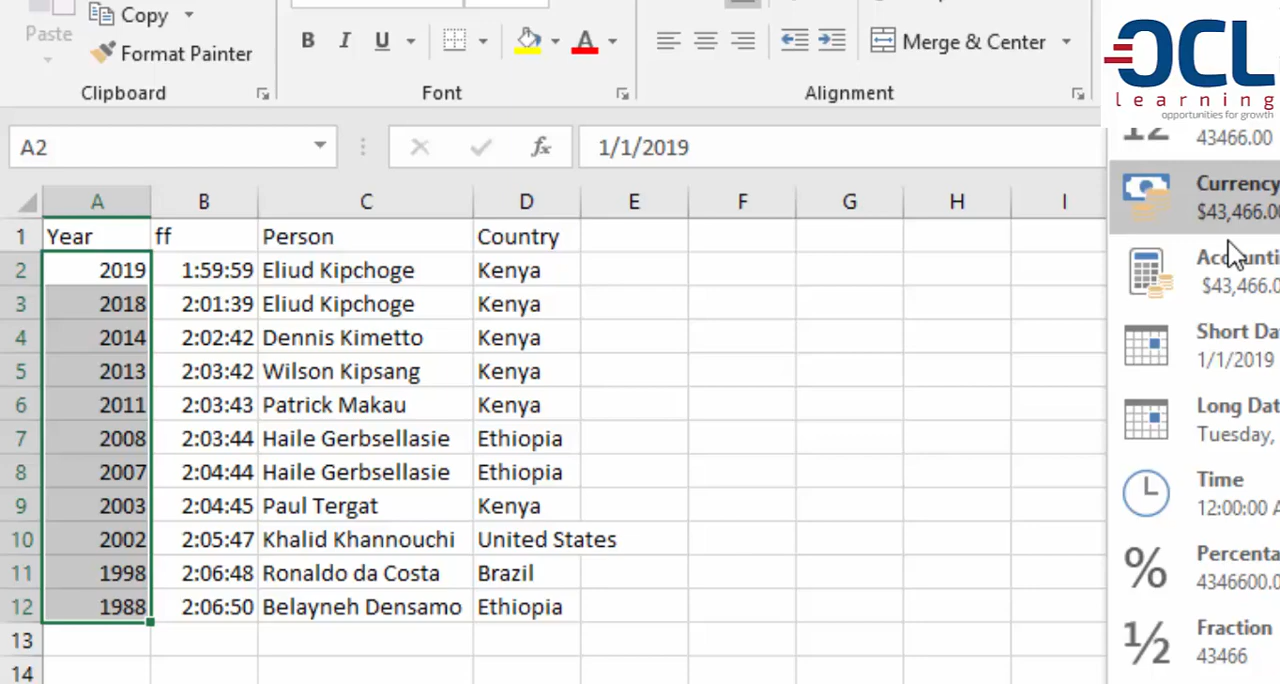 Copy
Paste
Format Painter
B I U
A
Merge & Center
Clipboard
Font
Alignment
OCL
learning
opportunities for growth
12
43466.00
A2
fx
1/1/2019
Currency
$43,466.00
Accounti
$43,466.0
Short Da
1/1/2019
Long Dat
Tuesday,
Time
12:00:00 A
%
Percenta
4346600.0
1/2
Fraction
43466
A B C D E F G H I
1 Year ff Person Country
2 2019 1:59:59 Eliud Kipchoge Kenya
3 2018 2:01:39 Eliud Kipchoge Kenya
4 2014 2:02:42 Dennis Kimetto Kenya
5 2013 2:03:42 Wilson Kipsang Kenya
6 2011 2:03:43 Patrick Makau Kenya
7 2008 2:03:44 Haile Gerbsellasie Ethiopia
8 2007 2:04:44 Haile Gerbsellasie Ethiopia
9 2003 2:04:45 Paul Tergat Kenya
10 2002 2:05:47 Khalid Khannouchi United States
11 1998 2:06:48 Ronaldo da Costa Brazil
12 1988 2:06:50 Belayneh Densamo Ethiopia
13
14